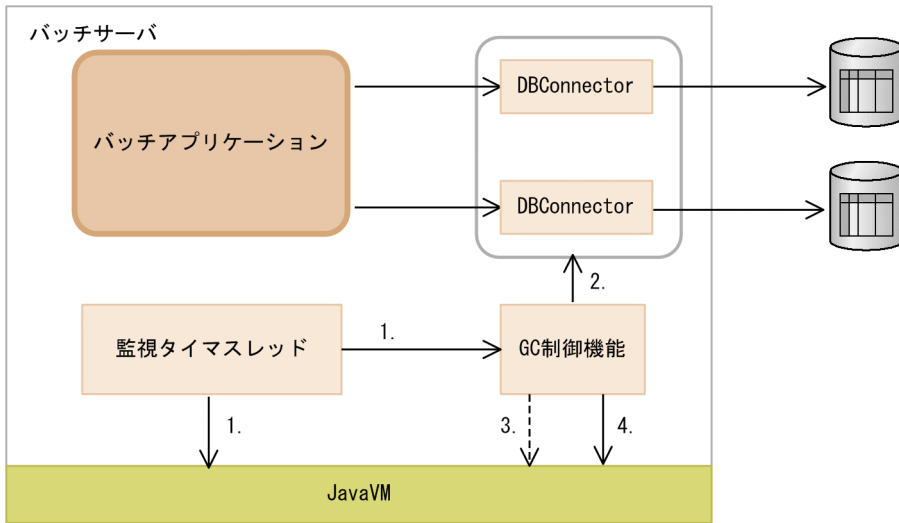 バッチサーバ
DBConnector
バッチアプリケーション
DBConnector
2.
監視タイマスレッド
1.
GC制御機能
1.
3.
4.
JavaVM